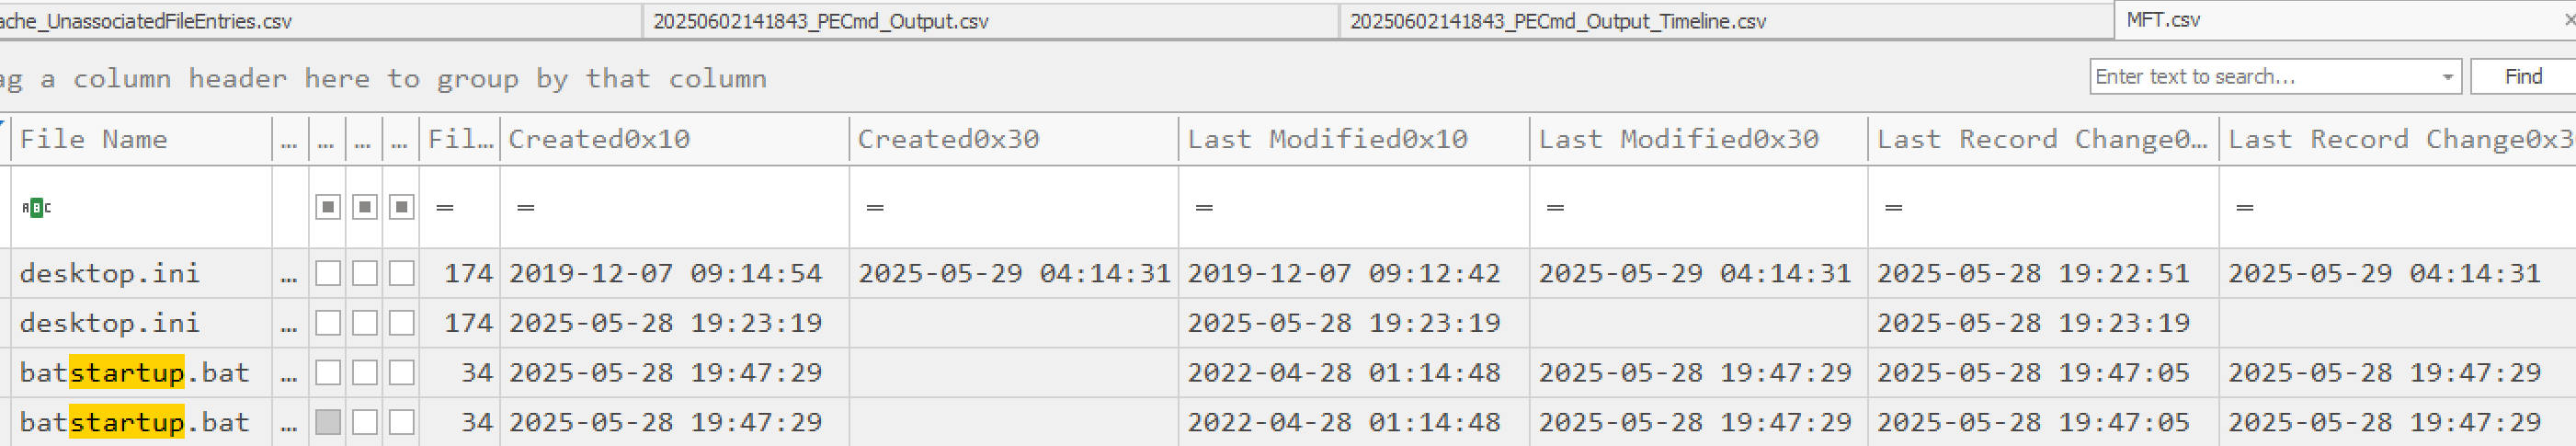 ache_UnassociatedFileEntries.csv 20250602141843_PECmd_Output.csv 20250602141843_PECmd_Output_Timeline.csv MFT.csv ×
ag a column header here to group by that column Enter text to search... Find
File Name ... ... ... ... Fil... Created0x10 Created0x30 Last Modified0x10 Last Modified0x30 Last Record Change0... Last Record Change0x3
ABC = = = = = = =
desktop.ini ... 174 2019-12-07 09:14:54 2025-05-29 04:14:31 2019-12-07 09:12:42 2025-05-29 04:14:31 2025-05-28 19:22:51 2025-05-29 04:14:31
desktop.ini ... 174 2025-05-28 19:23:19 2025-05-28 19:23:19 2025-05-28 19:23:19
batstartup.bat ... 34 2025-05-28 19:47:29 2022-04-28 01:14:48 2025-05-28 19:47:29 2025-05-28 19:47:05 2025-05-28 19:47:29
batstartup.bat ... 34 2025-05-28 19:47:29 2022-04-28 01:14:48 2025-05-28 19:47:29 2025-05-28 19:47:05 2025-05-28 19:47:29